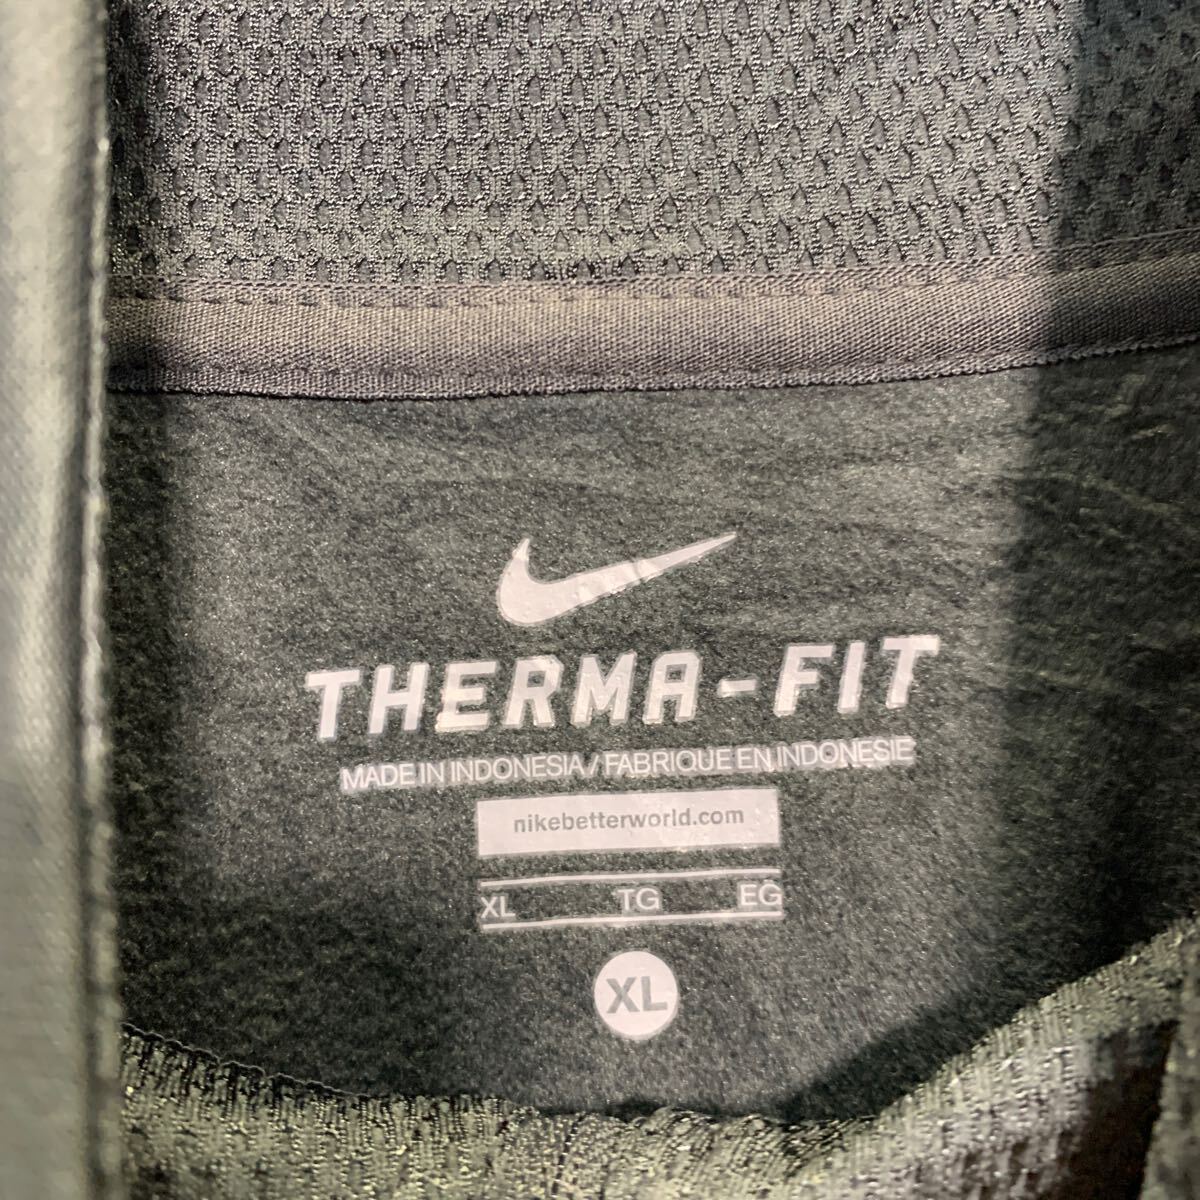 THERMA-FIT
MADE IN INDONESIA / FABRIQUE EN INDONESIE
nikebetterworld.com
XL TG EG
XL